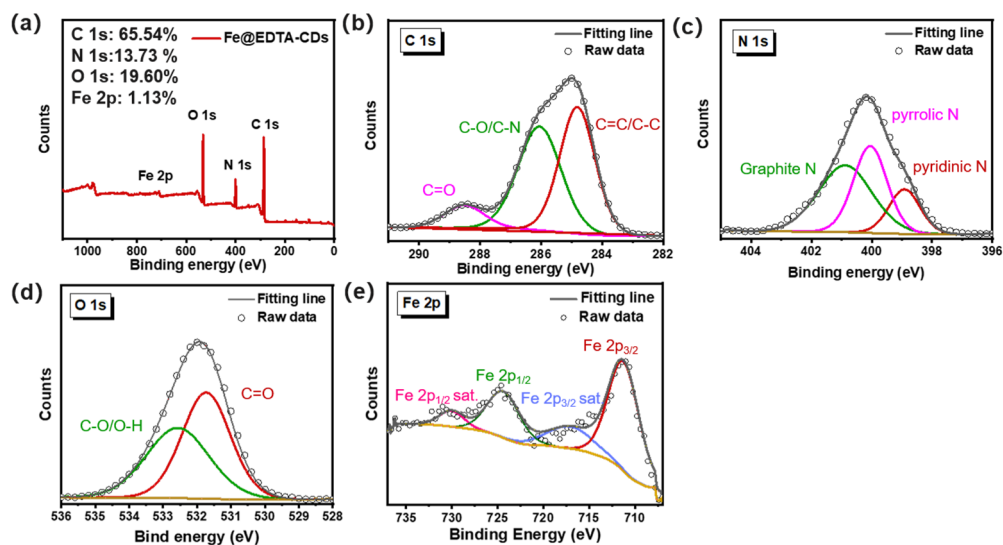 (a)
C 1s: 65.54%
N 1s:13.73 %
O 1s: 19.60%
Fe 2p: 1.13%
Fe@EDTA-CDs
O 1s
C 1s
N 1s
Fe 2p
Counts
1000 800 600 400 200 0
Binding energy (eV)
(b)
C 1s
Fitting line
Raw data
C-O/C-N
C=C/C-C
C=O
Counts
290 288 286 284 282
Binding energy (eV)
(c)
N 1s
Fitting line
Raw data
pyrrolic N
Graphite N
pyridinic N
Counts
404 402 400 398 396
Binding energy (eV)
(d)
O 1s
Fitting line
Raw data
C=O
C-O/O-H
Counts
536 535 534 533 532 531 530 529 528
Bind energy (eV)
(e)
Fe 2p
Fitting line
Raw data
Fe 2p3/2
Fe 2p1/2
Fe 2p1/2 sat.
Fe 2p3/2 sat.
Counts
735 730 725 720 715 710
Binding Energy (eV)